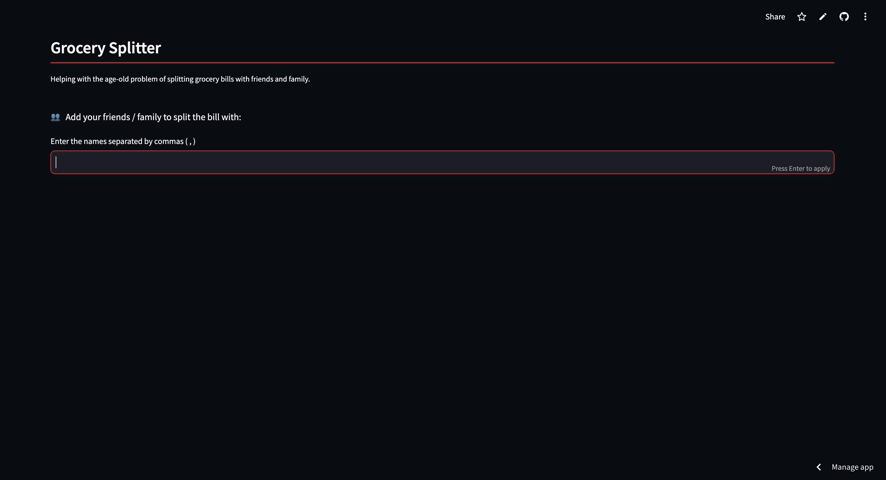 Share
Grocery Splitter
Helping with the age-old problem of splitting grocery bills with friends and family.
👥 Add your friends / family to split the bill with:
Enter the names separated by commas ( , )
Press Enter to apply
Manage app